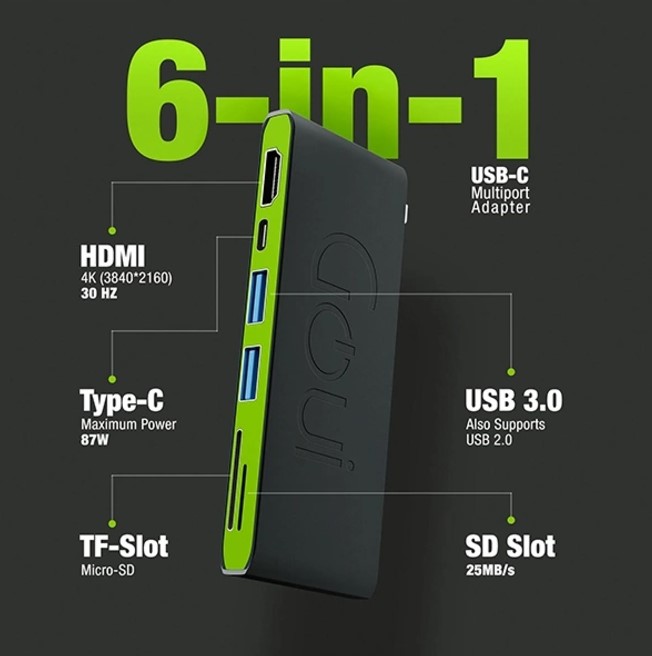 6-in-1
USB-C
Multiport
Adapter
HDMI
4K (3840*2160)
30 HZ
Type-C
Maximum Power
87W
USB 3.0
Also Supports
USB 2.0
TF-Slot
Micro-SD
SD Slot
25MB/s
Goui